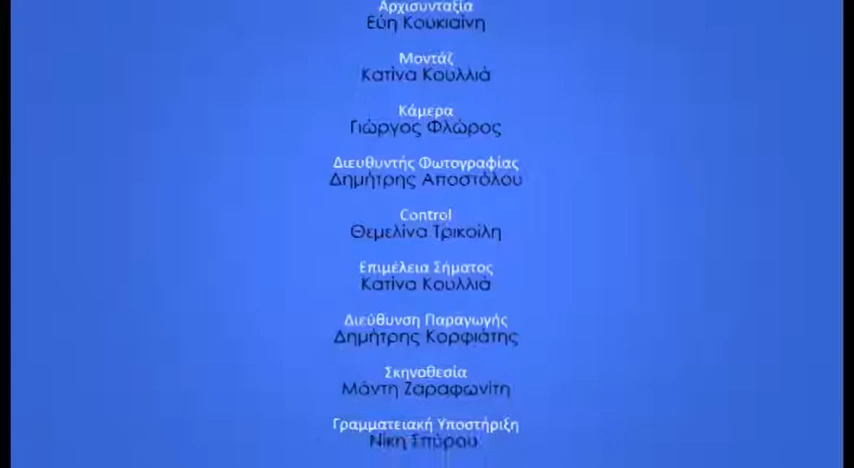 Αρχισυνταξία
Εύη Κουκιαίνη
Μοντάζ
Κατίνα Κουλλιά
Κάμερα
Γιώργος Φλώρος
Διευθυντής Φωτογραφίας
Δημήτρης Αποστόλου
Control
Θεμελίνα Τρικοίλη
Επιμέλεια Σήματος
Κατίνα Κουλλιά
Διεύθυνση Παραγωγής
Δημήτρης Κορφιάτης
Σκηνοθεσία
Μάντη Ζαραφωνίτη
Γραμματειακή Υποστήριξη
Νίκη Σπύρου